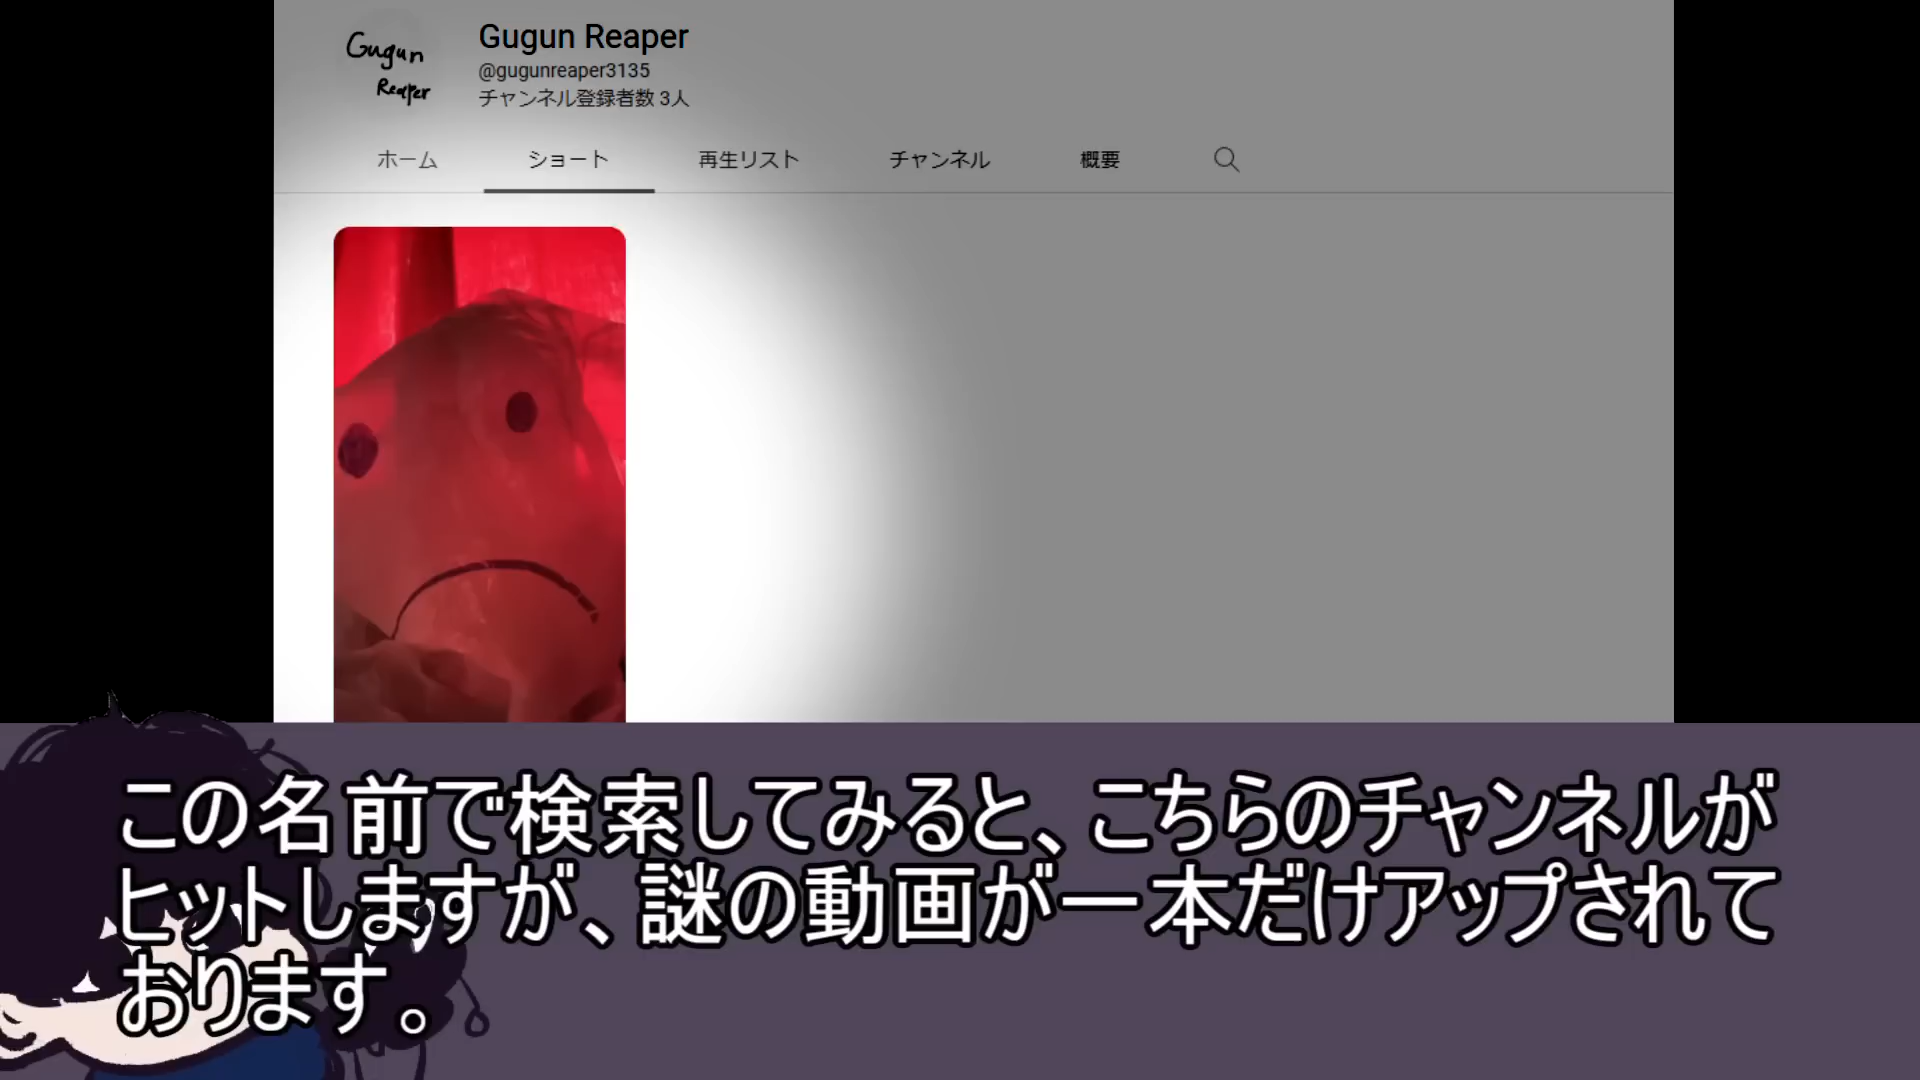 Gugun
Reaper
Gugun Reaper
@gugunreaper3135
チャンネル登録者数 3人
ホーム ショート 再生リスト チャンネル 概要
この名前で検索してみると、こちらのチャンネルが
ヒットしますが、謎の動画が一本だけアップされて
おります。